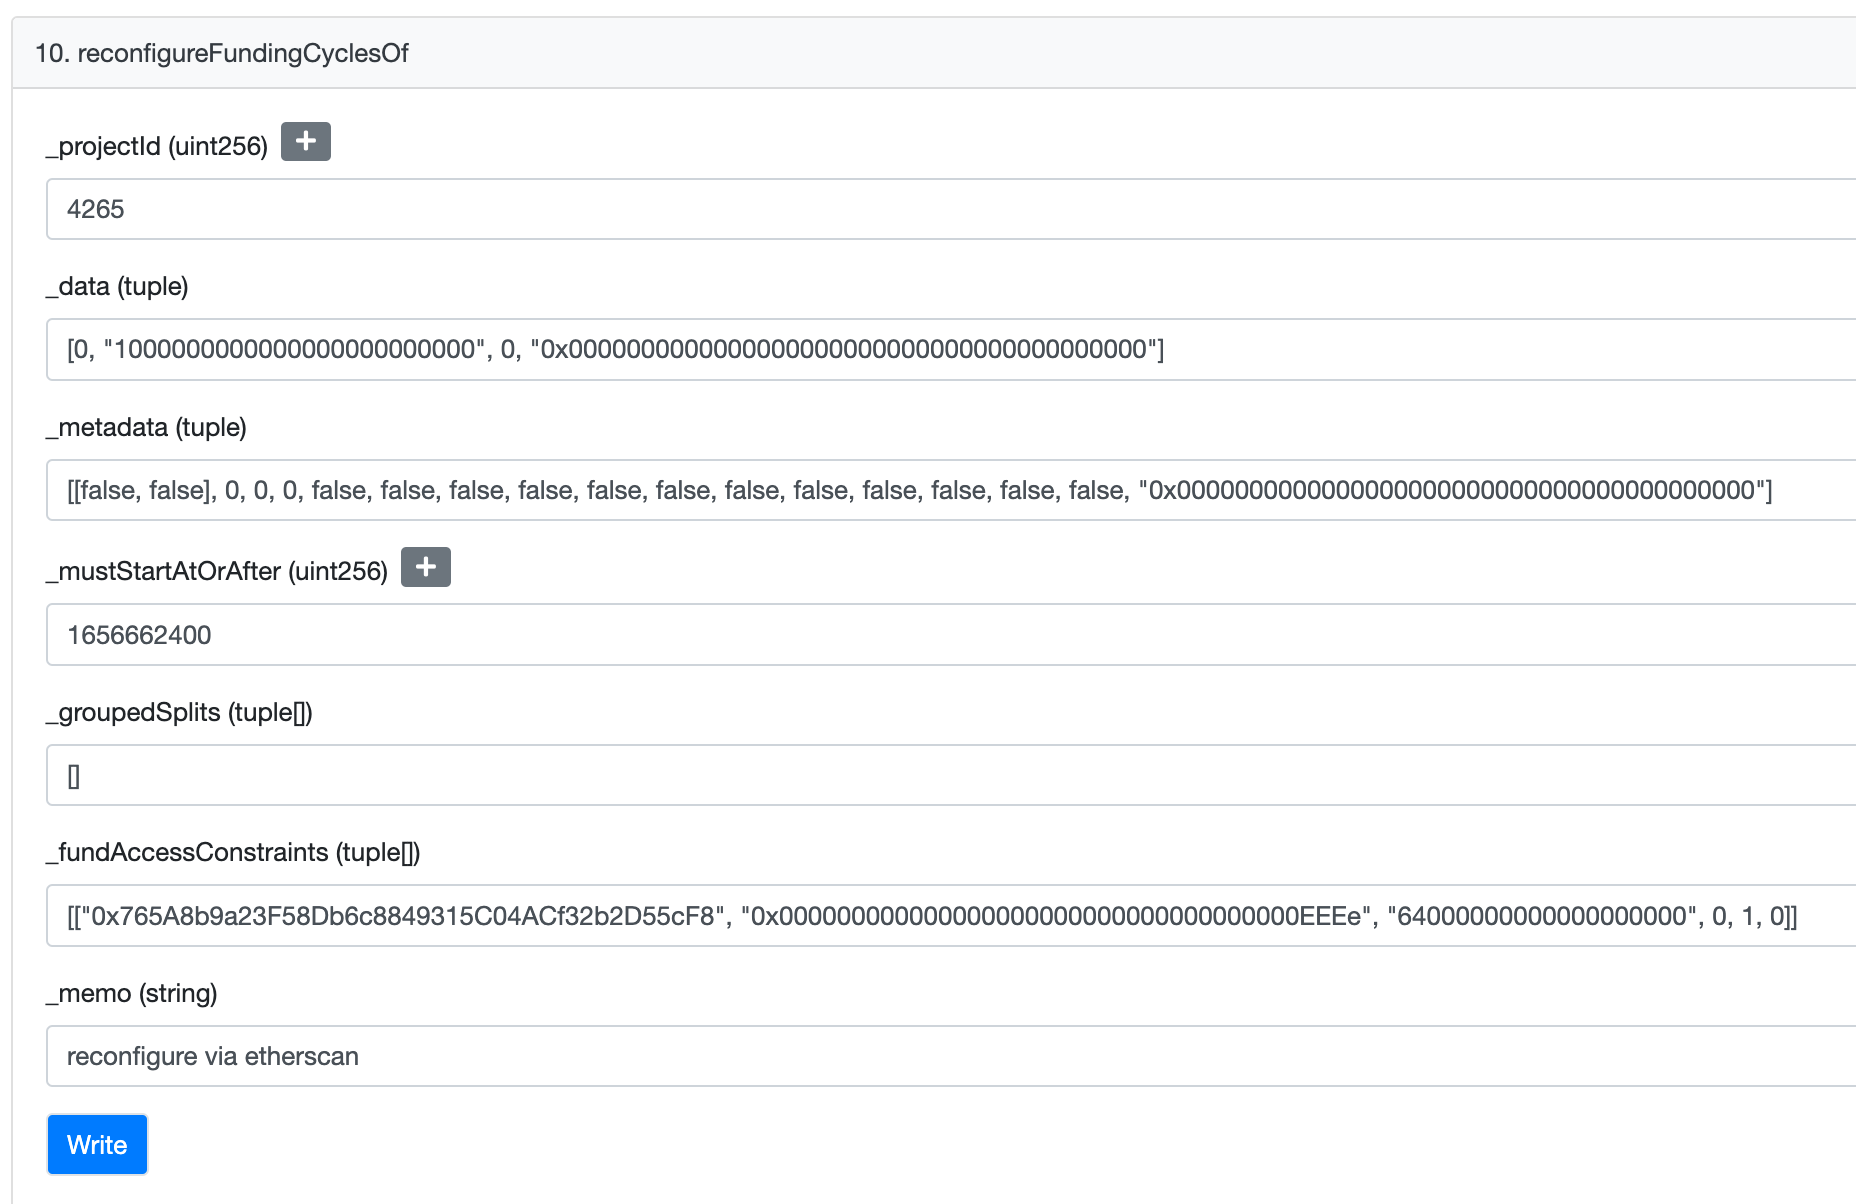 10. reconfigureFundingCyclesOf
_projectId (uint256) +
4265
_data (tuple)
[0, "1000000000000000000000000", 0, "0x0000000000000000000000000000000000000000"]
_metadata (tuple)
[[false, false], 0, 0, 0, false, false, false, false, false, false, false, false, false, false, false, false, "0x0000000000000000000000000000000000000000"]
_mustStartAtOrAfter (uint256) +
1656662400
_groupedSplits (tuple[])
[]
_fundAccessConstraints (tuple[])
[["0x765A8b9a23F58Db6c8849315C04ACf32b2D55cF8", "0x000000000000000000000000000000000000EEEe", "64000000000000000000", 0, 1, 0]]
_memo (string)
reconfigure via etherscan
Write